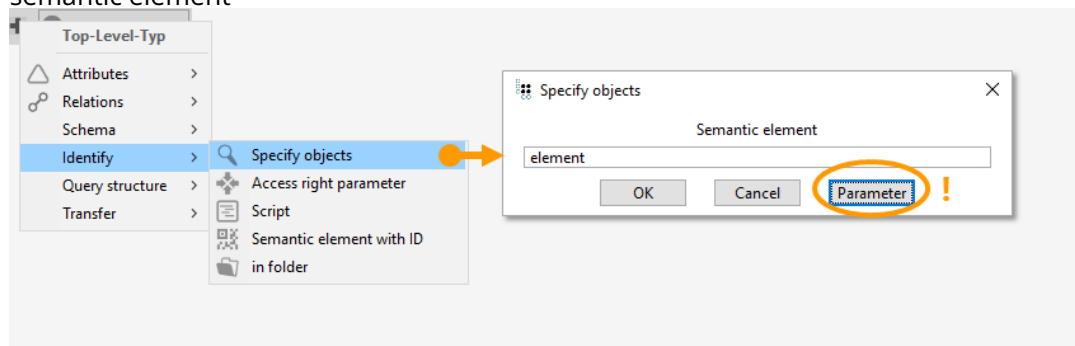 semantic element
Top-Level-Typ
Attributes >
Relations >
Schema >
Identify >
Query structure >
Transfer >
Specify objects
Access right parameter
Script
Semantic element with ID
in folder
Specify objects
Semantic element
element
OK Cancel Parameter !